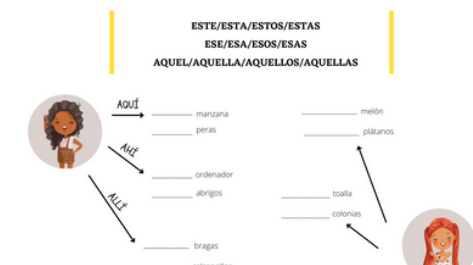 ESTE/ESTA/ESTOS/ESTAS
ESE/ESA/ESOS/ESAS
AQUEL/AQUELLA/AQUELLOS/AQUELLAS
AQUÍ
manzana
peras
AHÍ
ordenador
abrigos
ALLÍ
bragas
melón
plátanos
toalla
colonias